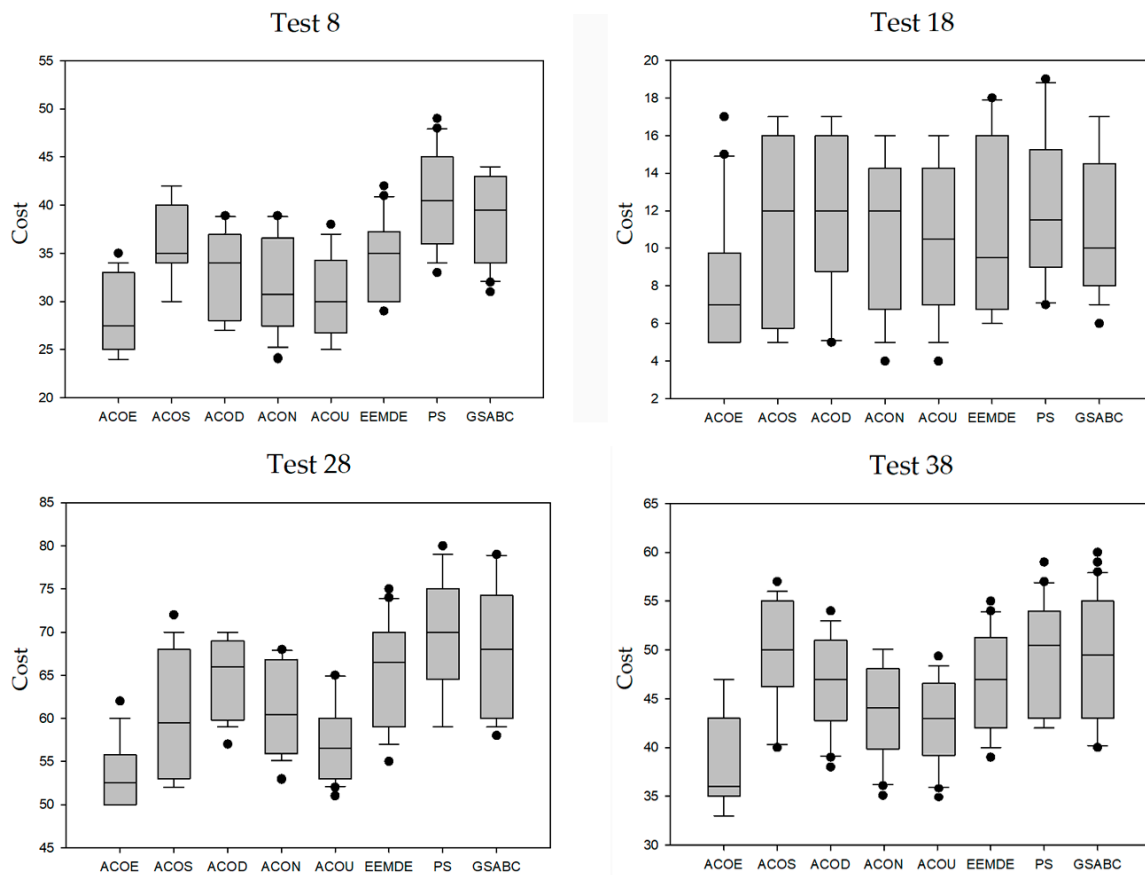 Test 8
55
50
45
40
35
30
25
20
Cost
ACOE ACOS ACOD ACON ACOU EEMDE PS GSABC
Test 18
20
18
16
14
12
10
8
6
4
2
Cost
ACOE ACOS ACOD ACON ACOU EEMDE PS GSABC
Test 28
85
80
75
70
65
60
55
50
45
Cost
ACOE ACOS ACOD ACON ACOU EEMDE PS GSABC
Test 38
65
60
55
50
45
40
35
30
Cost
ACOE ACOS ACOD ACON ACOU EEMDE PS GSABC